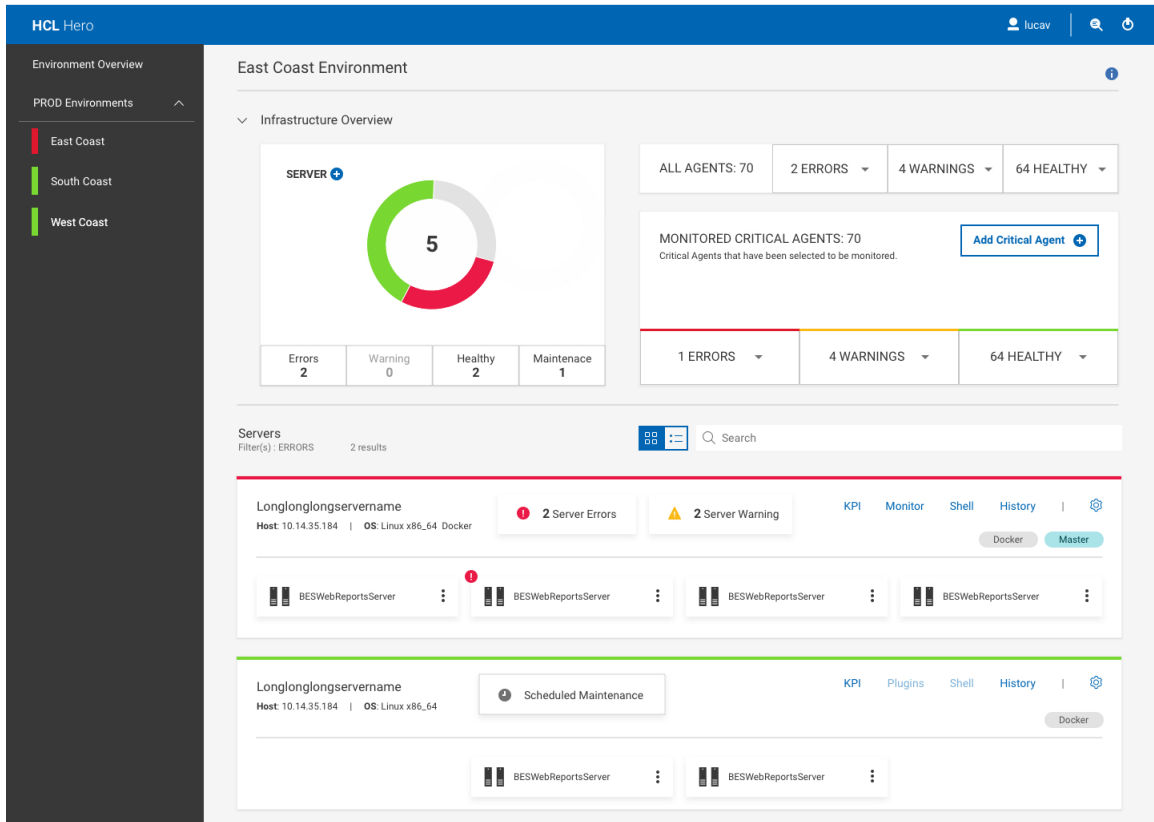 HCL Hero
lucav
Environment Overview
PROD Environments
East Coast
South Coast
West Coast
East Coast Environment
Infrastructure Overview
SERVER
5
Errors
2
Warning
0
Healthy
2
Maintenace
1
ALL AGENTS: 70
2 ERRORS
4 WARNINGS
64 HEALTHY
MONITORED CRITICAL AGENTS: 70
Critical Agents that have been selected to be monitored.
Add Critical Agent
1 ERRORS
4 WARNINGS
64 HEALTHY
Servers
Filter(s) : ERRORS 2 results
Search
Longlonglongservername
Host: 10.14.35.184 | OS: Linux x86_64 Docker
2 Server Errors
2 Server Warning
KPI Monitor Shell History |
Docker Master
BESWebReportsServer
BESWebReportsServer
BESWebReportsServer
BESWebReportsServer
Longlonglongservername
Host: 10.14.35.184 | OS: Linux x86_64
Scheduled Maintenance
KPI Plugins Shell History |
Docker
BESWebReportsServer
BESWebReportsServer